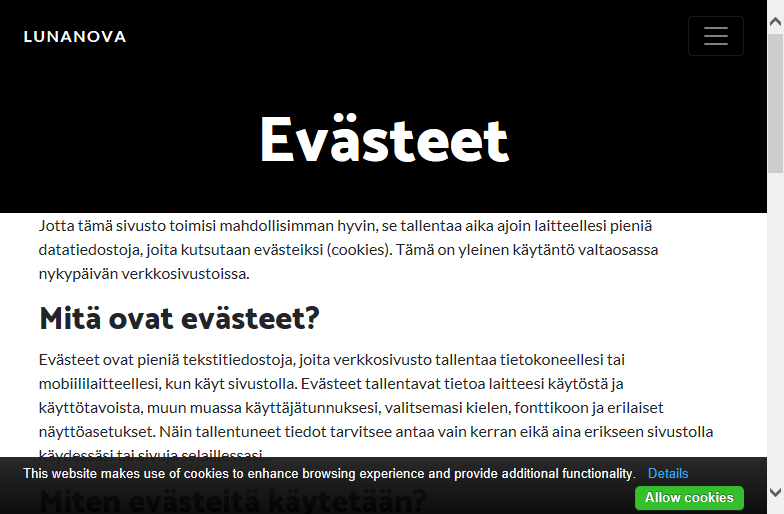 LUNANOVA
Evästeet
Jotta tämä sivusto toimisi mahdollisimman hyvin, se tallentaa aika ajoin laitteellesi pieniä
datatiedostoja, joita kutsutaan evästeiksi (cookies). Tämä on yleinen käytäntö valtaosassa
nykypäivän verkkosivustoissa.
Mitä ovat evästeet?
Evästeet ovat pieniä tekstitiedostoja, joita verkkosivusto tallentaa tietokoneellesi tai
mobiililaitteellesi, kun käyt sivustolla. Evästeet tallentavat tietoa laitteesi käytöstä ja
käyttötavoista, muun muassa käyttäjätunnuksesi, valitsemasi kielen, fonttikoon ja erilaiset
näyttöasetukset. Näin tallentuneet tiedot tarvitsee antaa vain kerran eikä aina erikseen sivustolla
käydessäsi tai sivuja selaillessasi.
This website makes use of cookies to enhance browsing experience and provide additional functionality. Details
Miten evästeitä käytetään?
Allow cookies